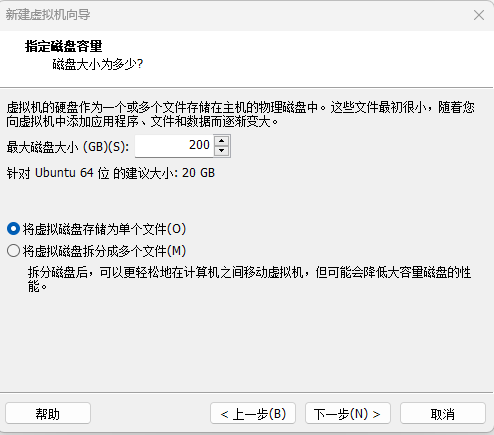 新建虚拟机向导
指定磁盘容量
磁盘大小为多少?
虚拟机的硬盘作为一个或多个文件存储在主机的物理磁盘中。这些文件最初很小，随着您
向虚拟机中添加应用程序、文件和数据而逐渐变大。
最大磁盘大小 (GB)(S): 200
针对 Ubuntu 64 位 的建议大小: 20 GB
将虚拟磁盘存储为单个文件(O)
将虚拟磁盘拆分成多个文件(M)
拆分磁盘后，可以更轻松地在计算机之间移动虚拟机，但可能会降低大容量磁盘的性
能。
帮助 < 上一步(B) 下一步(N) > 取消